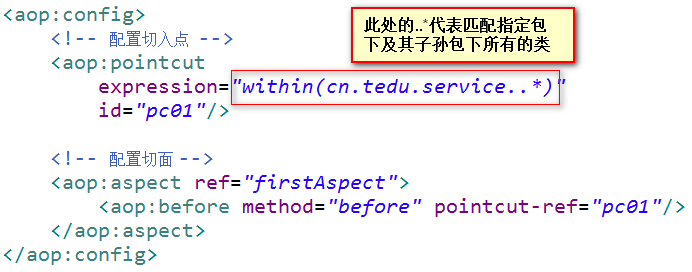 <aop:config>
此处的..*代表匹配指定包
下及其子孙包下所有的类
<!-- 配置切入点 -->
<aop:pointcut
expression="within(cn.tedu.service..*)"
id="pc01"/>
<!-- 配置切面 -->
<aop:aspect ref="firstAspect">
<aop:before method="before" pointcut-ref="pc01"/>
</aop:aspect>
</aop:config>